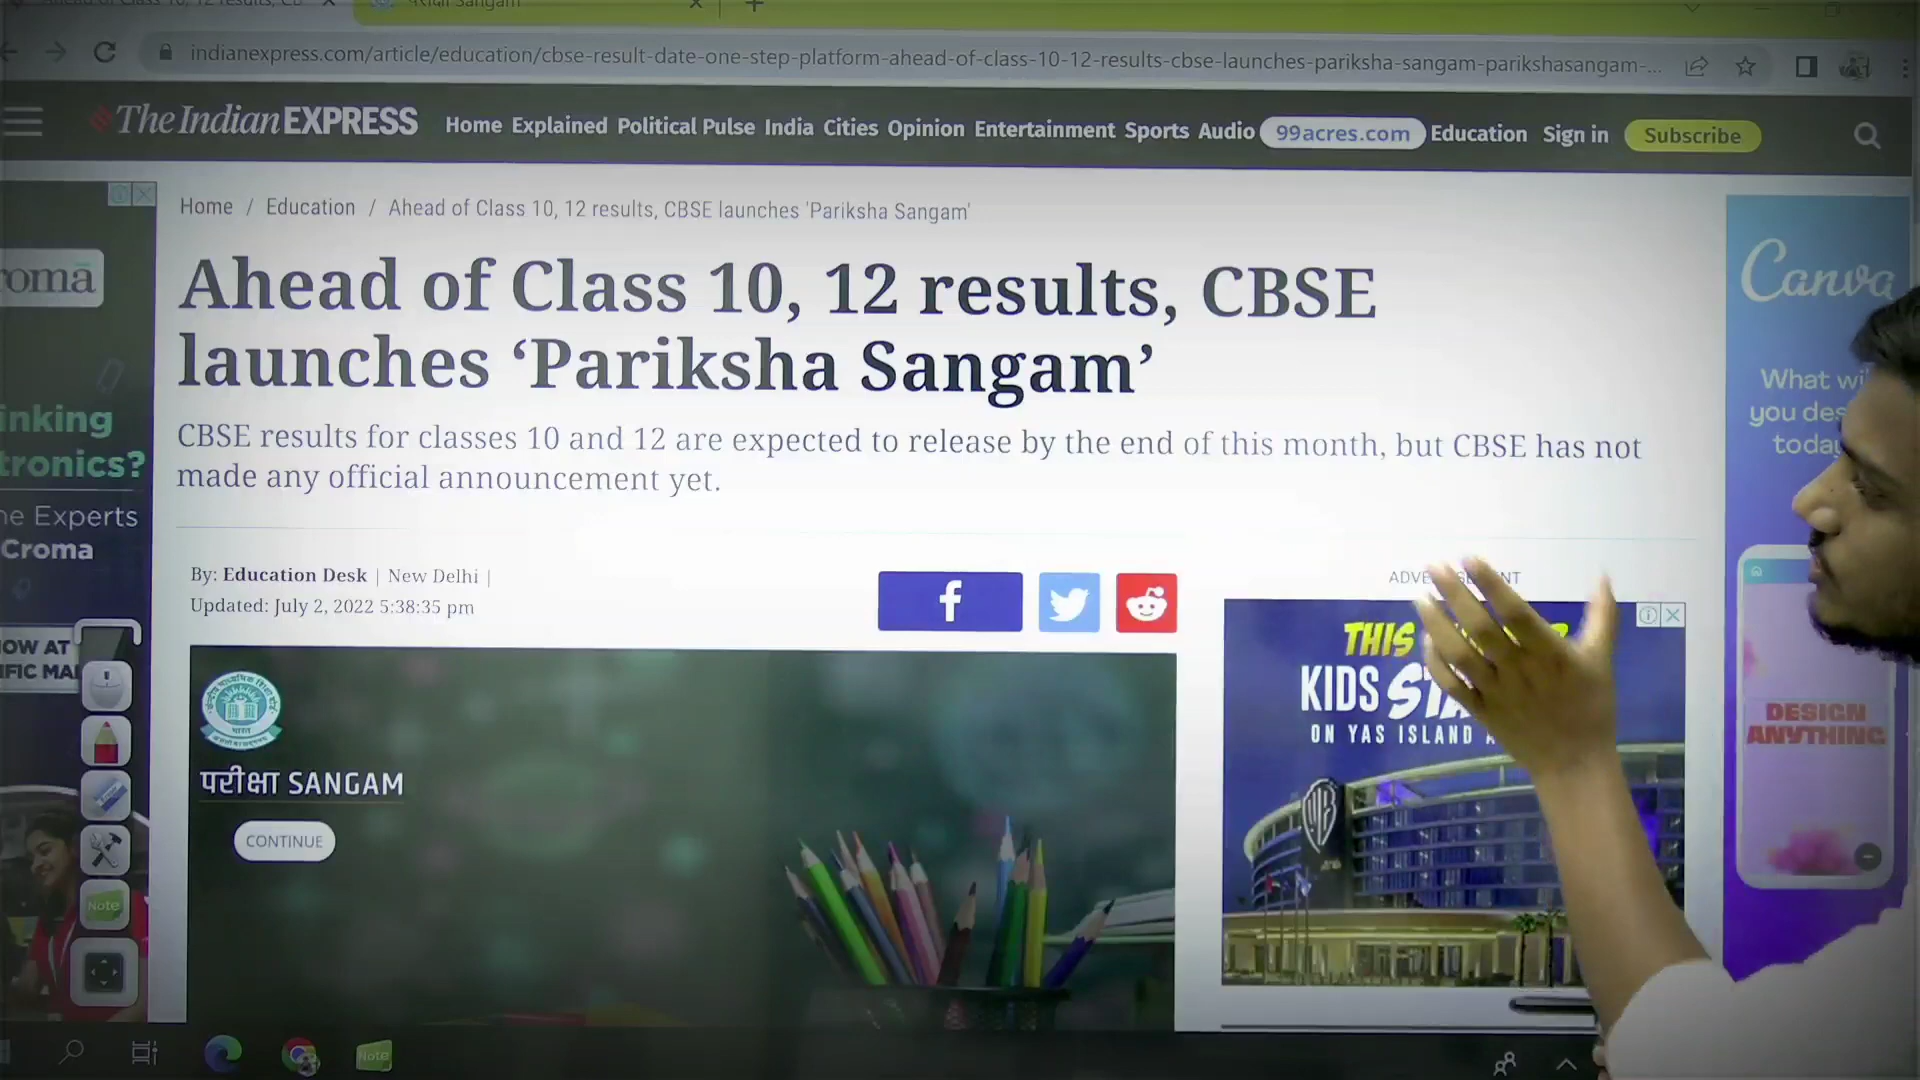 indianexpress.com/article/education/cbse-result-date-one-step-platform-ahead-of-class-10-12-results-cbse-launches-pariksha-sangam-parikshasangam-...
The Indian EXPRESS
Home Explained Political Pulse India Cities Opinion Entertainment Sports Audio 99acres.com Education Sign in Subscribe
Home / Education / Ahead of Class 10, 12 results, CBSE launches 'Pariksha Sangam'
Ahead of Class 10, 12 results, CBSE
launches ‘Pariksha Sangam’
CBSE results for classes 10 and 12 are expected to release by the end of this month, but CBSE has not
made any official announcement yet.
By: Education Desk | New Delhi |
Updated: July 2, 2022 5:38:35 pm
परीक्षा SANGAM
CONTINUE
THIS
KIDS
ON YAS ISLAND
Canva
What
you
DESIGN
ANYTHING
Experts
Croma
OW AT
Note
Note